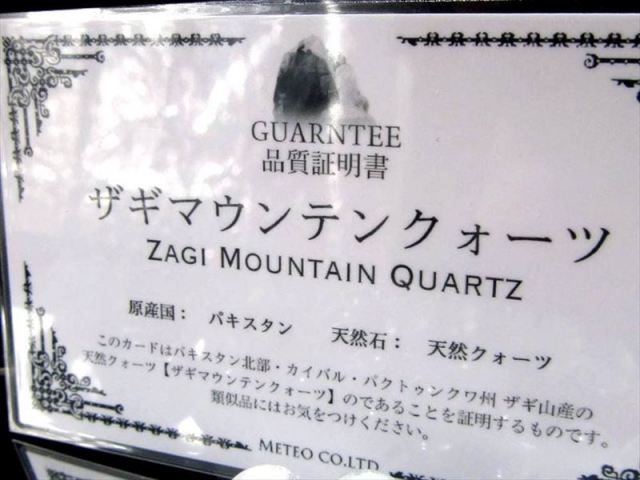 GUARNTEE
品質証明書
ザギマウンテンクォーツ
ZAGI MOUNTAIN QUARTZ
原産国： パキスタン 天然石： 天然クォーツ
このカードはパキスタン北部・カイバル・パクトゥンクワ州 ザギ山産の
天然クォーツ【ザギマウンテンクォーツ】のであることを証明するものです。
類似品にはお気をつけください。
METEO CO.LTD